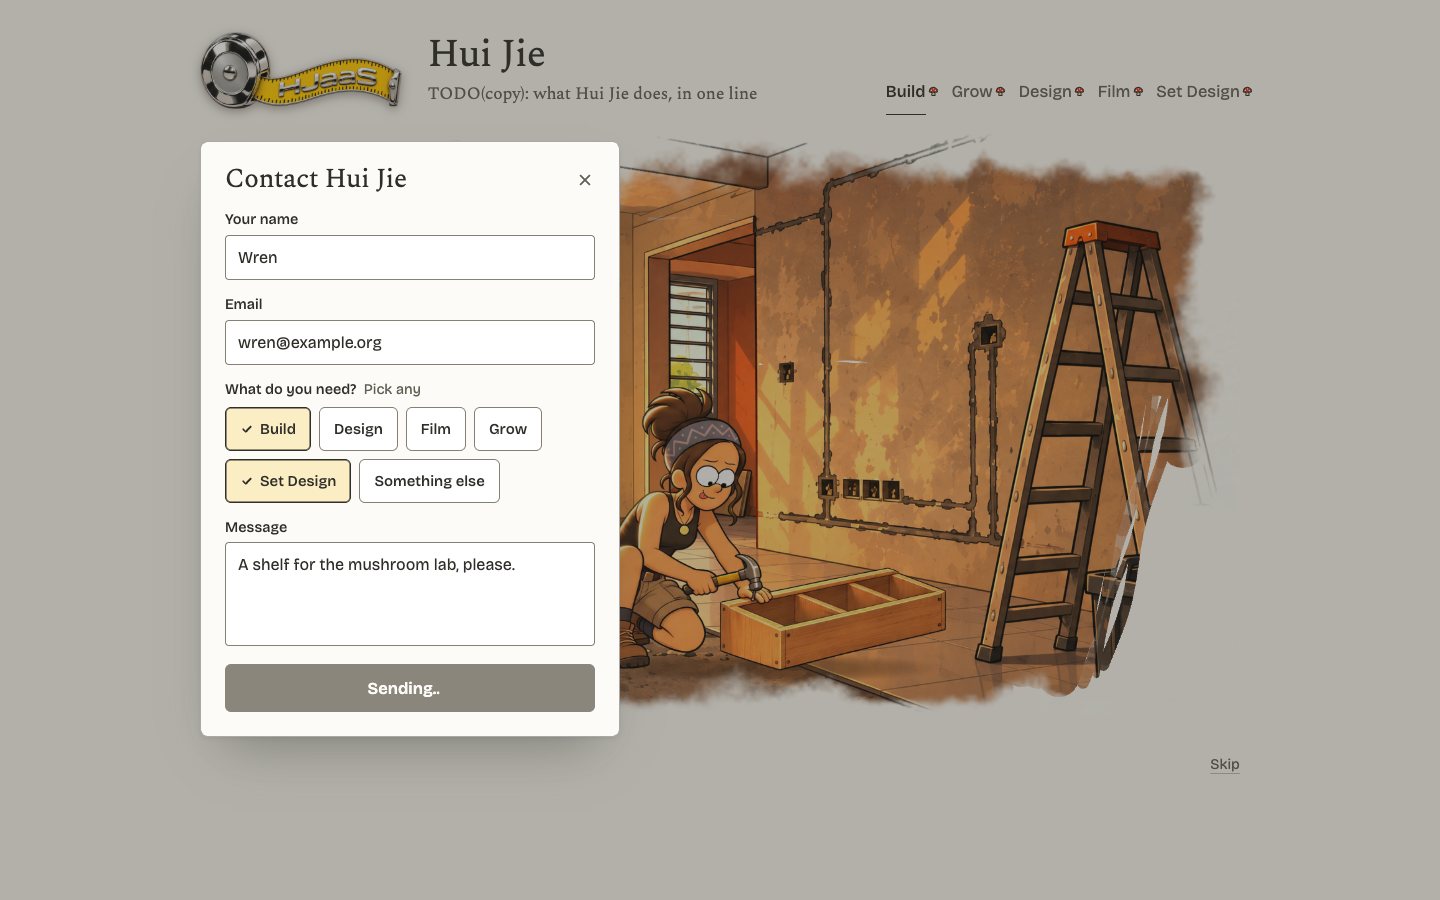 HJaaS
Hui Jie
TODO(copy): what Hui Jie does, in one line
Build Grow Design Film Set Design
Contact Hui Jie
Your name
Wren
Email
wren@example.org
What do you need? Pick any
Build Design Film Grow
Set Design Something else
Message
A shelf for the mushroom lab, please.
Sending..
Skip